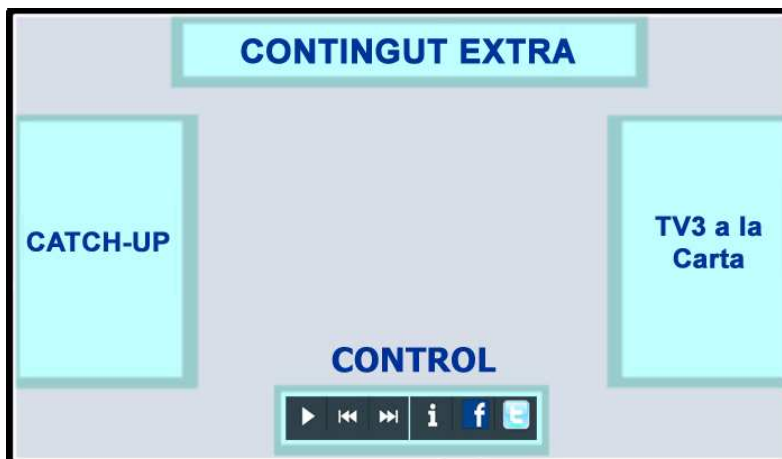 CONTINGUT EXTRA
CATCH-UP
TV3 a la
Carta
CONTROL
i f t